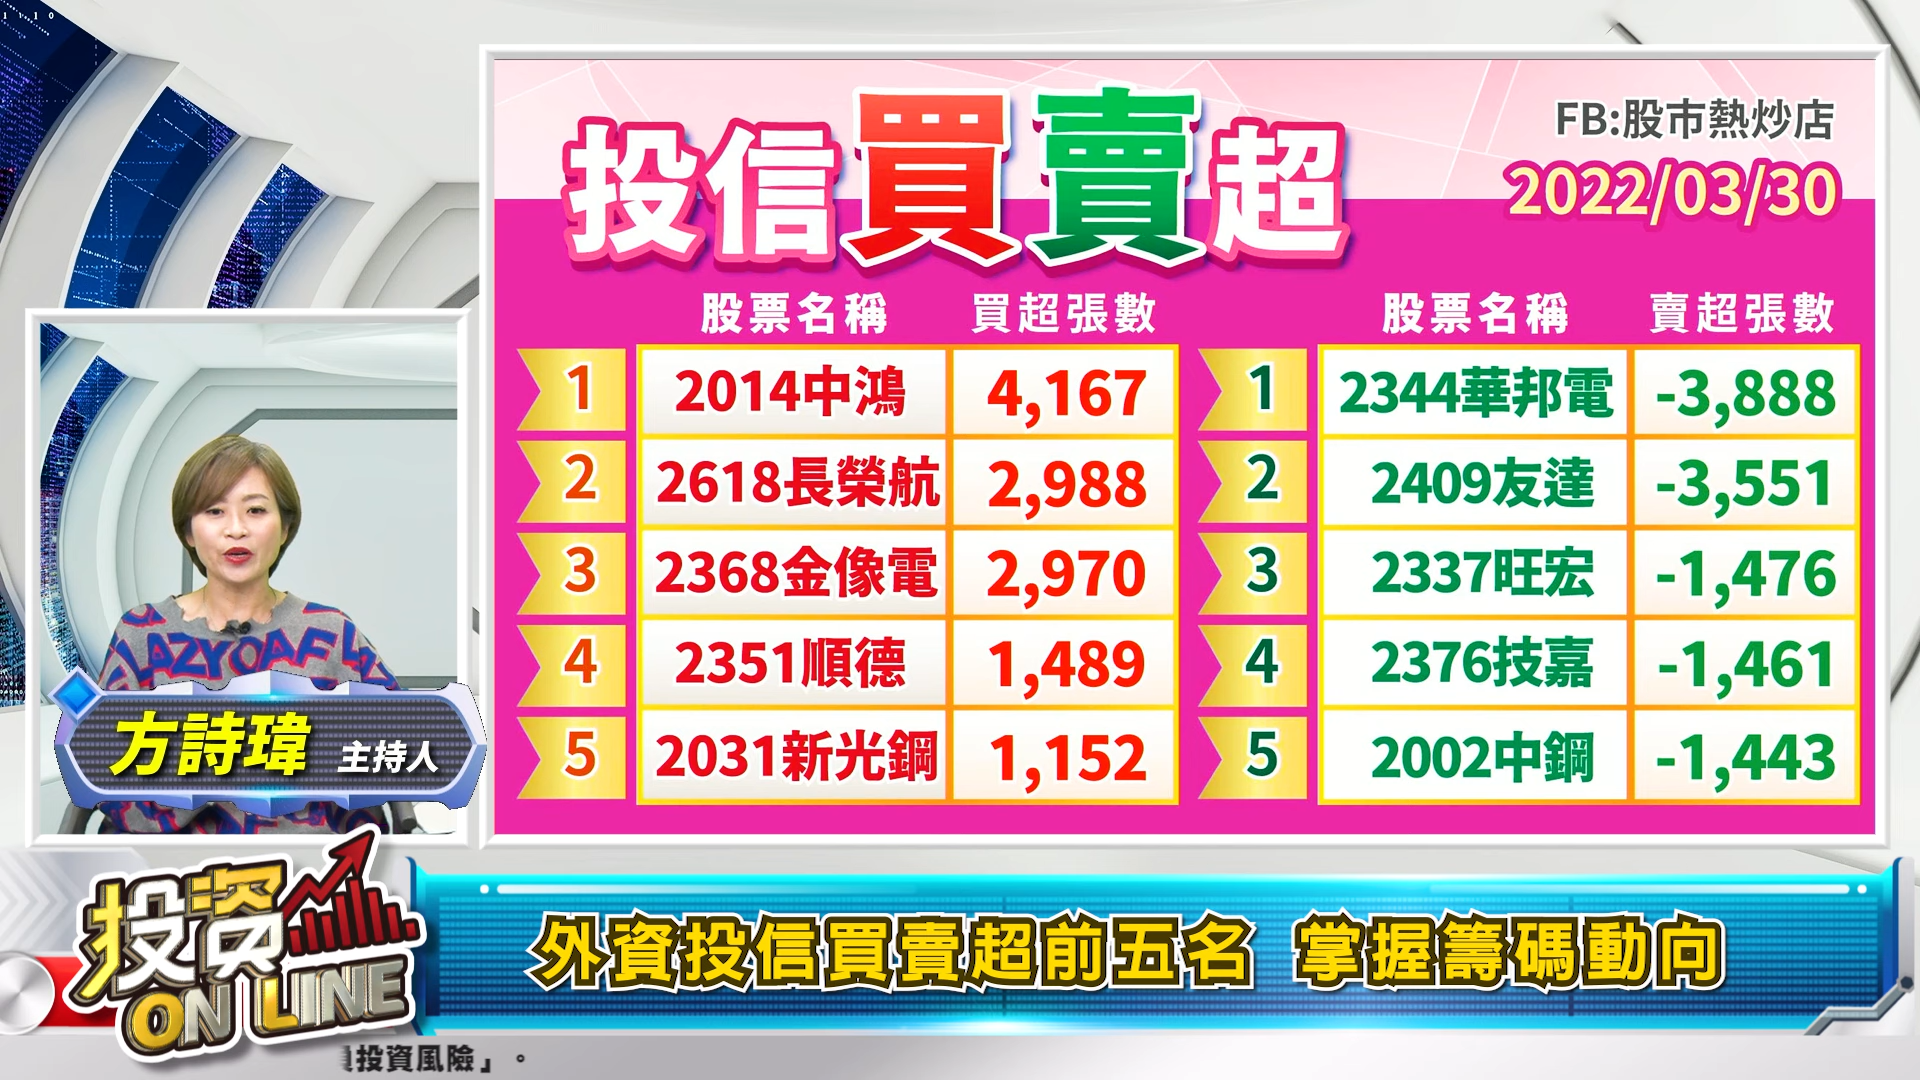 FB:股市熱炒店
投信買賣超
2022/03/30
股票名稱 買超張數 股票名稱 賣超張數
1 2014中鴻 4,167 1 2344華邦電 -3,888
2 2618長榮航 2,988 2 2409友達 -3,551
3 2368金像電 2,970 3 2337旺宏 -1,476
4 2351順德 1,489 4 2376技嘉 -1,461
5 2031新光鋼 1,152 5 2002中鋼 -1,443
LAZYOAF
方詩瑋 主持人
投資
ON LINE
外資投信買賣超前五名 掌握籌碼動向
投資風險」。